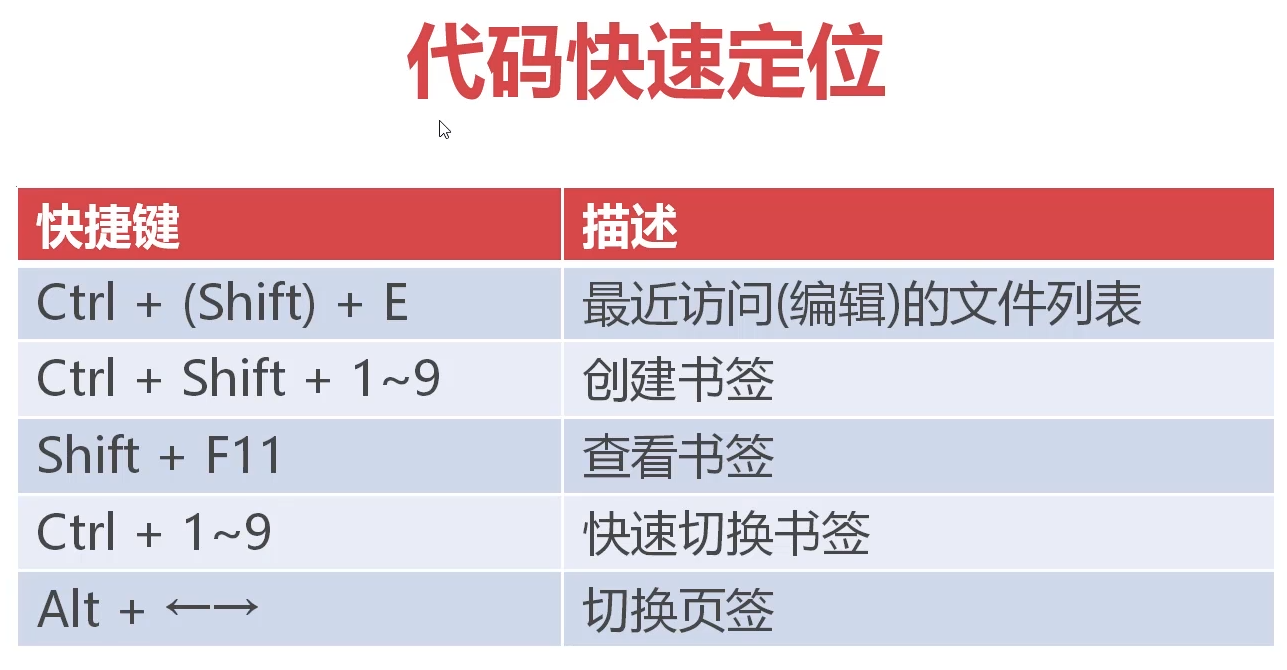 代码快速定位
快捷键 描述
Ctrl + (Shift) + E 最近访问(编辑)的文件列表
Ctrl + Shift + 1~9 创建书签
Shift + F11 查看书签
Ctrl + 1~9 快速切换书签
Alt + ←→ 切换页签